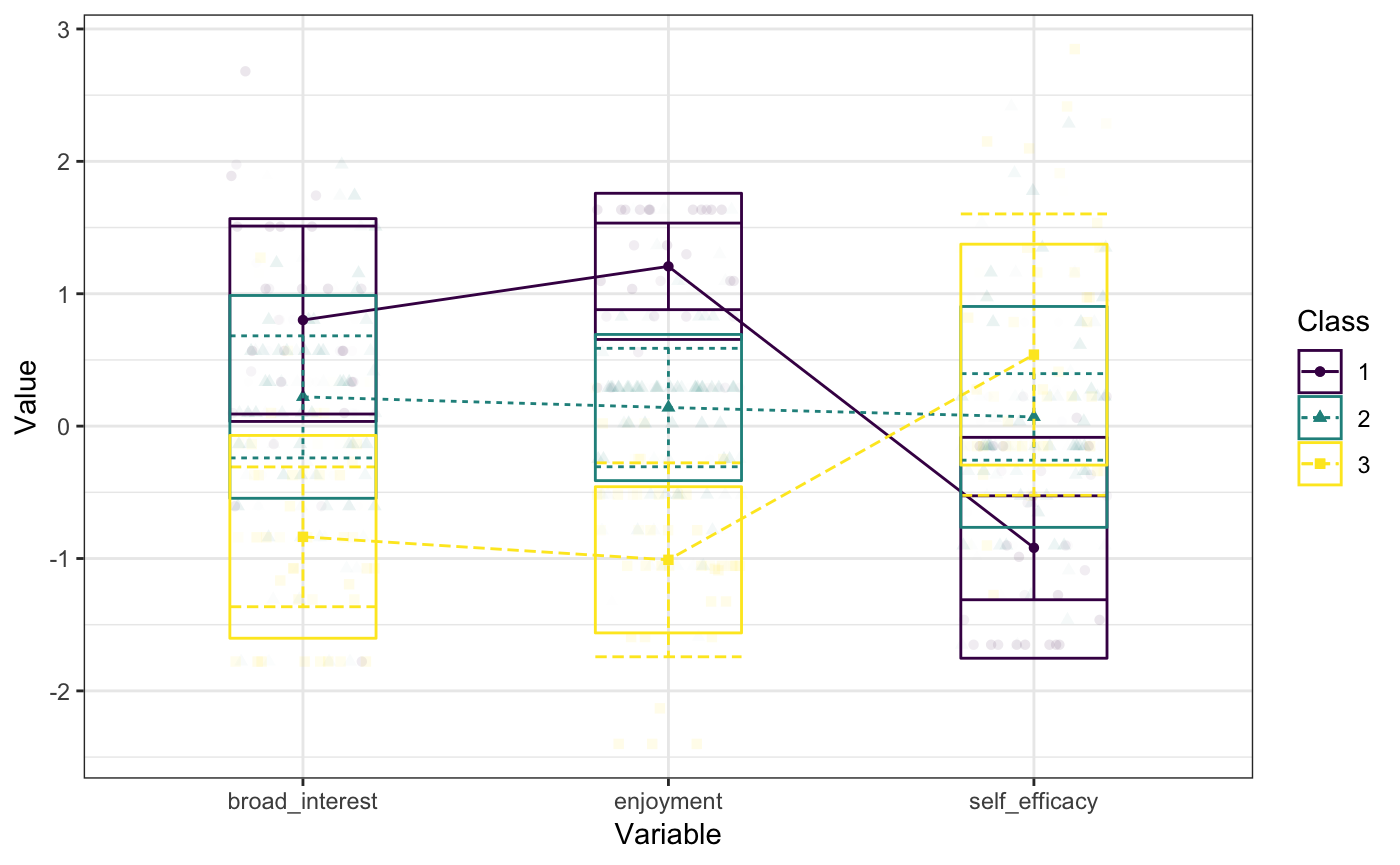 3
2
1
0
-1
-2
Value
broad_interest
enjoyment
self_efficacy
Variable
Class
1
2
3